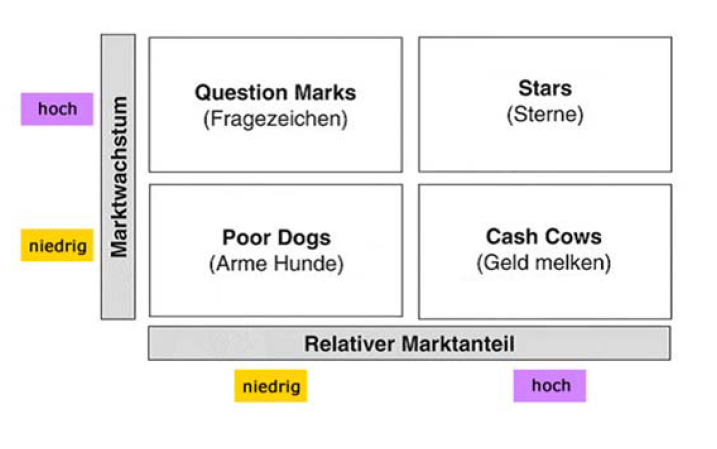 hoch
Marktwachstum
niedrig
Question Marks
(Fragezeichen)
Stars
(Sterne)
Poor Dogs
(Arme Hunde)
Cash Cows
(Geld melken)
Relativer Marktanteil
niedrig
hoch